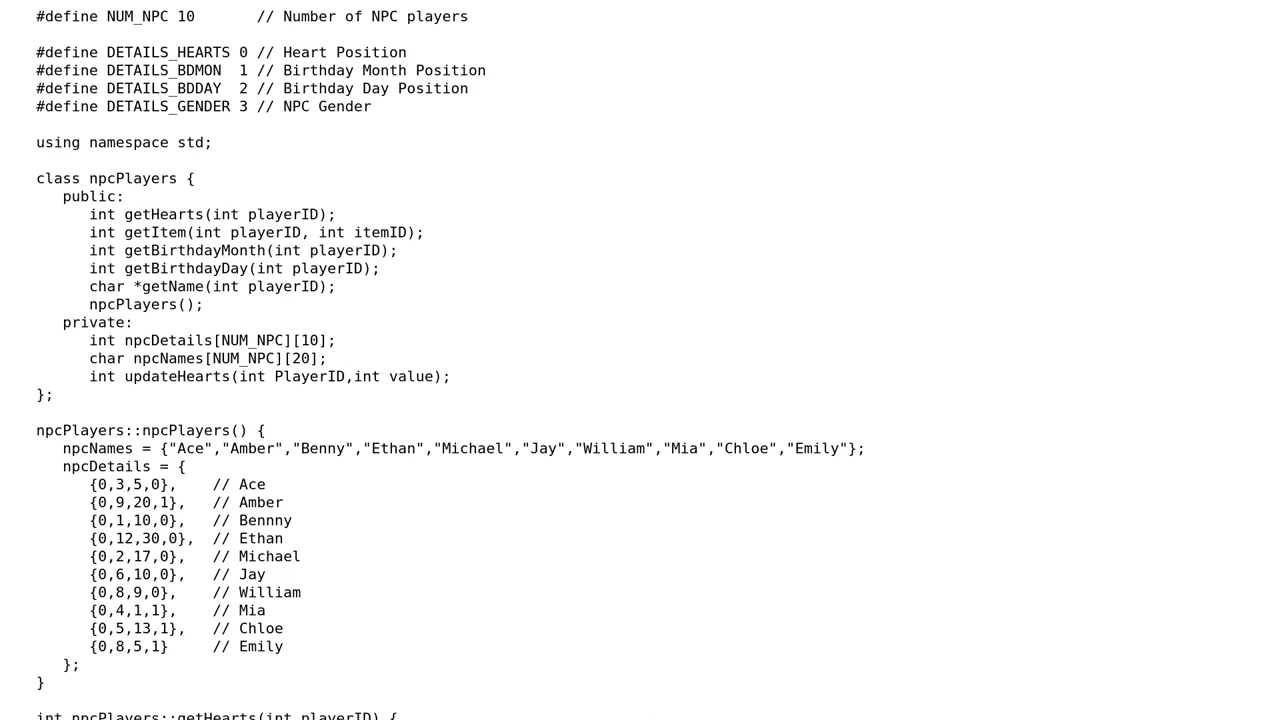 #define NUM_NPC 10       // Number of NPC players
#define DETAILS_HEARTS 0 // Heart Position
#define DETAILS_BDMON  1 // Birthday Month Position
#define DETAILS_BDDAY  2 // Birthday Day Position
#define DETAILS_GENDER 3 // NPC Gender
using namespace std;
class npcPlayers {
   public:
      int getHearts(int playerID);
      int getItem(int playerID, int itemID);
      int getBirthdayMonth(int playerID);
      int getBirthdayDay(int playerID);
      char *getName(int playerID);
      npcPlayers();
   private:
      int npcDetails[NUM_NPC][10];
      char npcNames[NUM_NPC][20];
      int updateHearts(int PlayerID,int value);
};
npcPlayers::npcPlayers() {
   npcNames = {"Ace","Amber","Benny","Ethan","Michael","Jay","William","Mia","Chloe","Emily"};
   npcDetails = {
      {0,3,5,0},    // Ace
      {0,9,20,1},   // Amber
      {0,1,10,0},   // Bennny
      {0,12,30,0},  // Ethan
      {0,2,17,0},   // Michael
      {0,6,10,0},   // Jay
      {0,8,9,0},    // William
      {0,4,1,1},    // Mia
      {0,5,13,1},   // Chloe
      {0,8,5,1}     // Emily
   };
}
int npcPlayers::getHearts(int playerID) {